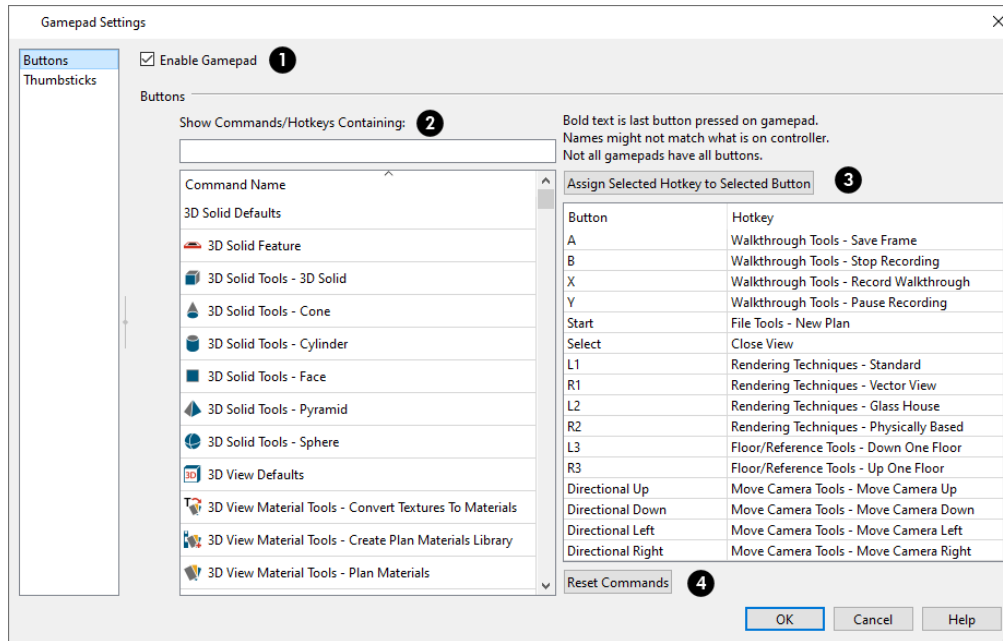 Gamepad Settings
Buttons
Thumbsticks
Enable Gamepad 1
Buttons
Show Commands/Hotkeys Containing: 2
Command Name
3D Solid Defaults
3D Solid Feature
3D Solid Tools - 3D Solid
3D Solid Tools - Cone
3D Solid Tools - Cylinder
3D Solid Tools - Face
3D Solid Tools - Pyramid
3D Solid Tools - Sphere
3D 3D View Defaults
T 3D View Material Tools - Convert Textures To Materials
3D View Material Tools - Create Plan Materials Library
3D View Material Tools - Plan Materials
Bold text is last button pressed on gamepad.
Names might not match what is on controller.
Not all gamepads have all buttons.
Assign Selected Hotkey to Selected Button 3
Button Hotkey
A Walkthrough Tools - Save Frame
B Walkthrough Tools - Stop Recording
X Walkthrough Tools - Record Walkthrough
Y Walkthrough Tools - Pause Recording
Start File Tools - New Plan
Select Close View
L1 Rendering Techniques - Standard
R1 Rendering Techniques - Vector View
L2 Rendering Techniques - Glass House
R2 Rendering Techniques - Physically Based
L3 Floor/Reference Tools - Down One Floor
R3 Floor/Reference Tools - Up One Floor
Directional Up Move Camera Tools - Move Camera Up
Directional Down Move Camera Tools - Move Camera Down
Directional Left Move Camera Tools - Move Camera Left
Directional Right Move Camera Tools - Move Camera Right
Reset Commands 4
OK Cancel Help